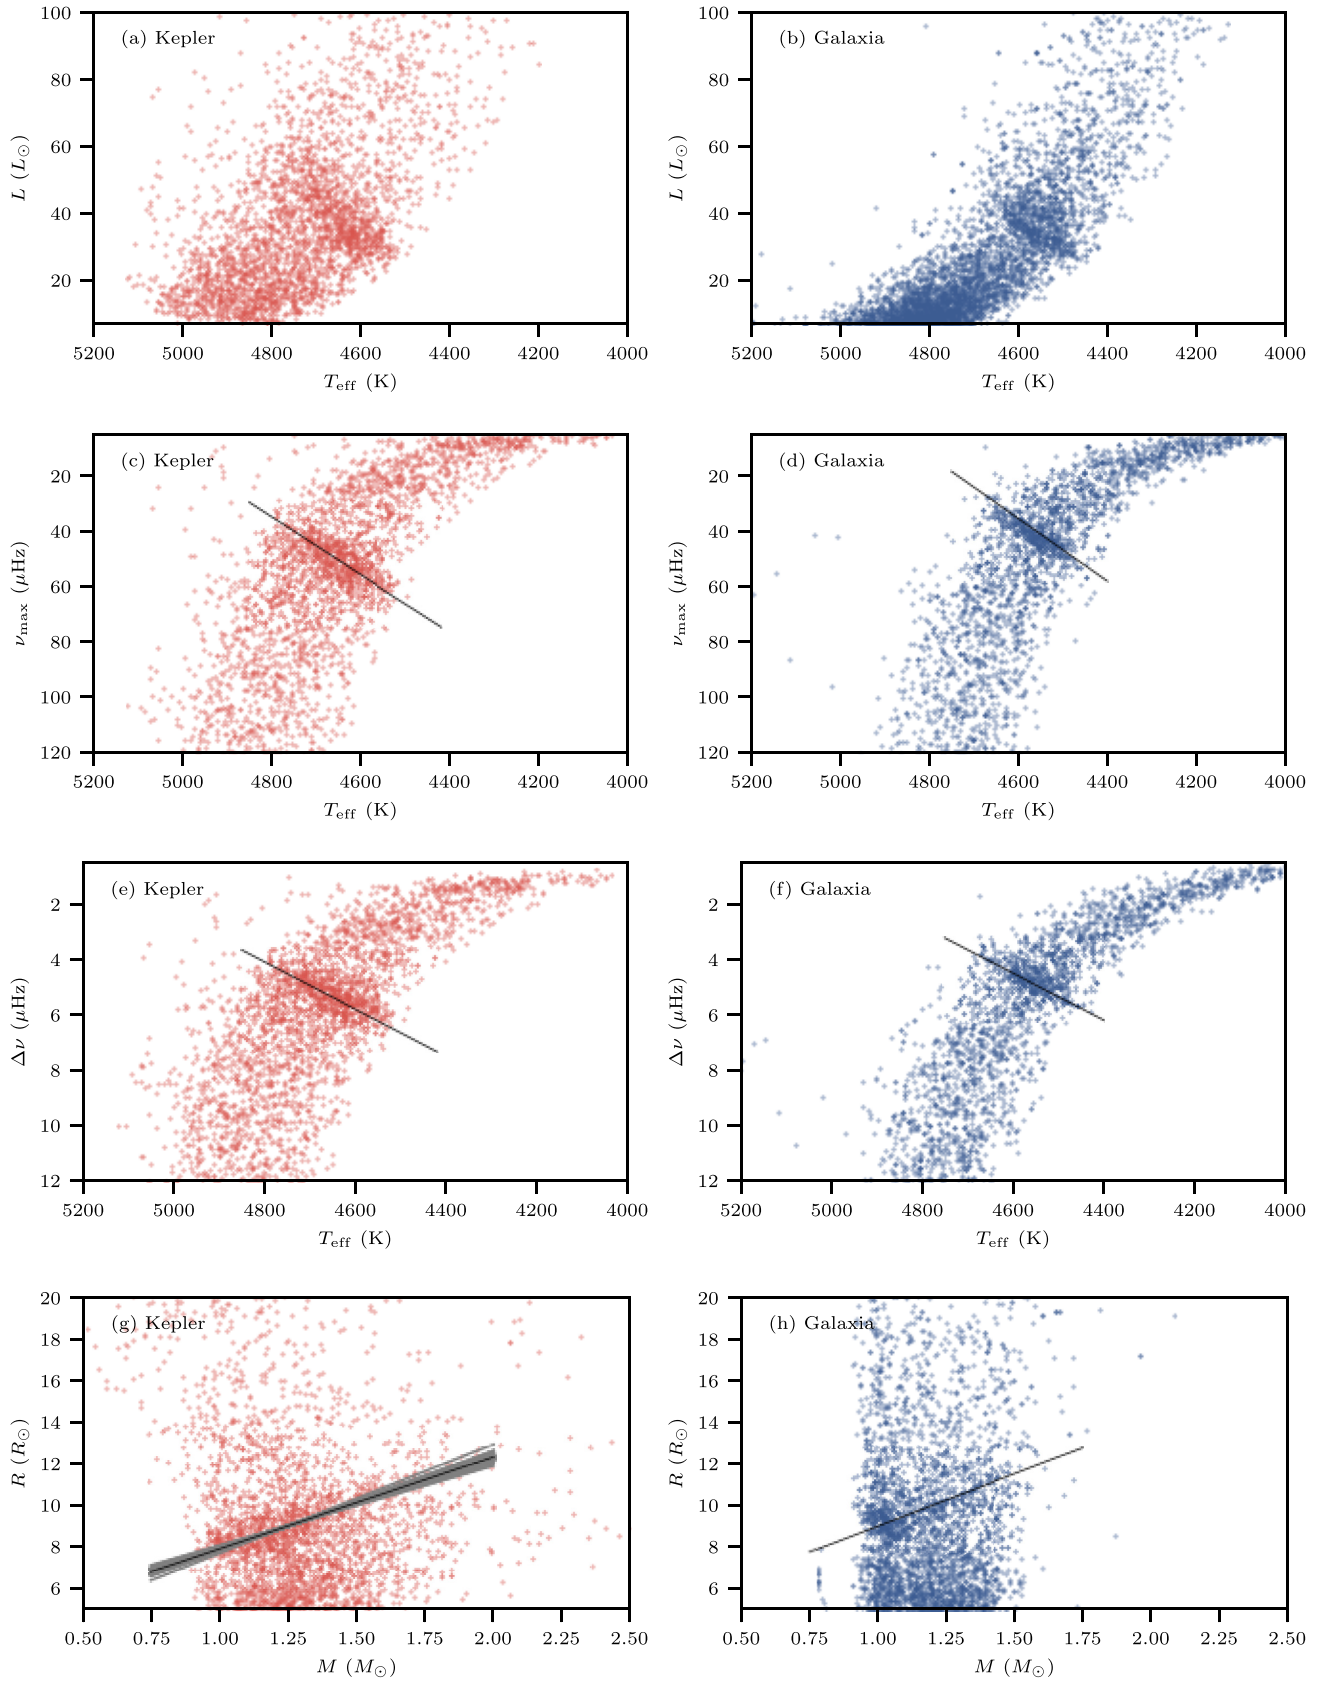 (a) Kepler
L (L⊙)
100
80
60
40
20
5200 5000 4800 4600 4400 4200 4000
Teff (K)
(b) Galaxia
L (L⊙)
100
80
60
40
20
5200 5000 4800 4600 4400 4200 4000
Teff (K)
(c) Kepler
νmax (μHz)
20
40
60
80
100
120
5200 5000 4800 4600 4400 4200 4000
Teff (K)
(d) Galaxia
νmax (μHz)
20
40
60
80
100
120
5200 5000 4800 4600 4400 4200 4000
Teff (K)
(e) Kepler
Δν (μHz)
2
4
6
8
10
12
5200 5000 4800 4600 4400 4200 4000
Teff (K)
(f) Galaxia
Δν (μHz)
2
4
6
8
10
12
5200 5000 4800 4600 4400 4200 4000
Teff (K)
(g) Kepler
R (R⊙)
20
18
16
14
12
10
8
6
0.50 0.75 1.00 1.25 1.50 1.75 2.00 2.25 2.50
M (M⊙)
(h) Galaxia
R (R⊙)
20
18
16
14
12
10
8
6
0.50 0.75 1.00 1.25 1.50 1.75 2.00 2.25 2.50
M (M⊙)